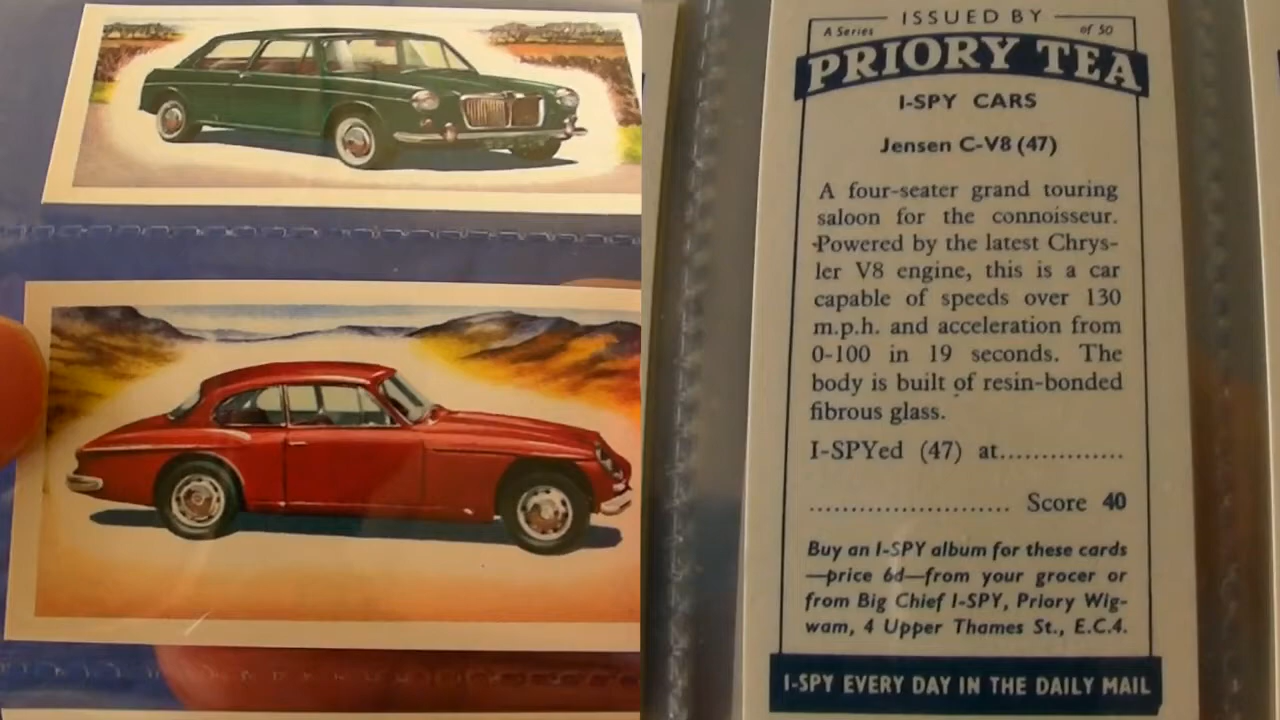 ISSUED BY
A Series of 50
PRIORY TEA
I-SPY CARS
Jensen C-V8 (47)
A four-seater grand touring
saloon for the connoisseur.
Powered by the latest Chrys-
ler V8 engine, this is a car
capable of speeds over 130
m.p.h. and acceleration from
0-100 in 19 seconds. The
body is built of resin-bonded
fibrous glass.
I-SPYed (47) at...............
........................ Score 40
Buy an I-SPY album for these cards
—price 6d—from your grocer or
from Big Chief I-SPY, Priory Wig-
wam, 4 Upper Thames St., E.C.4.
I-SPY EVERY DAY IN THE DAILY MAIL